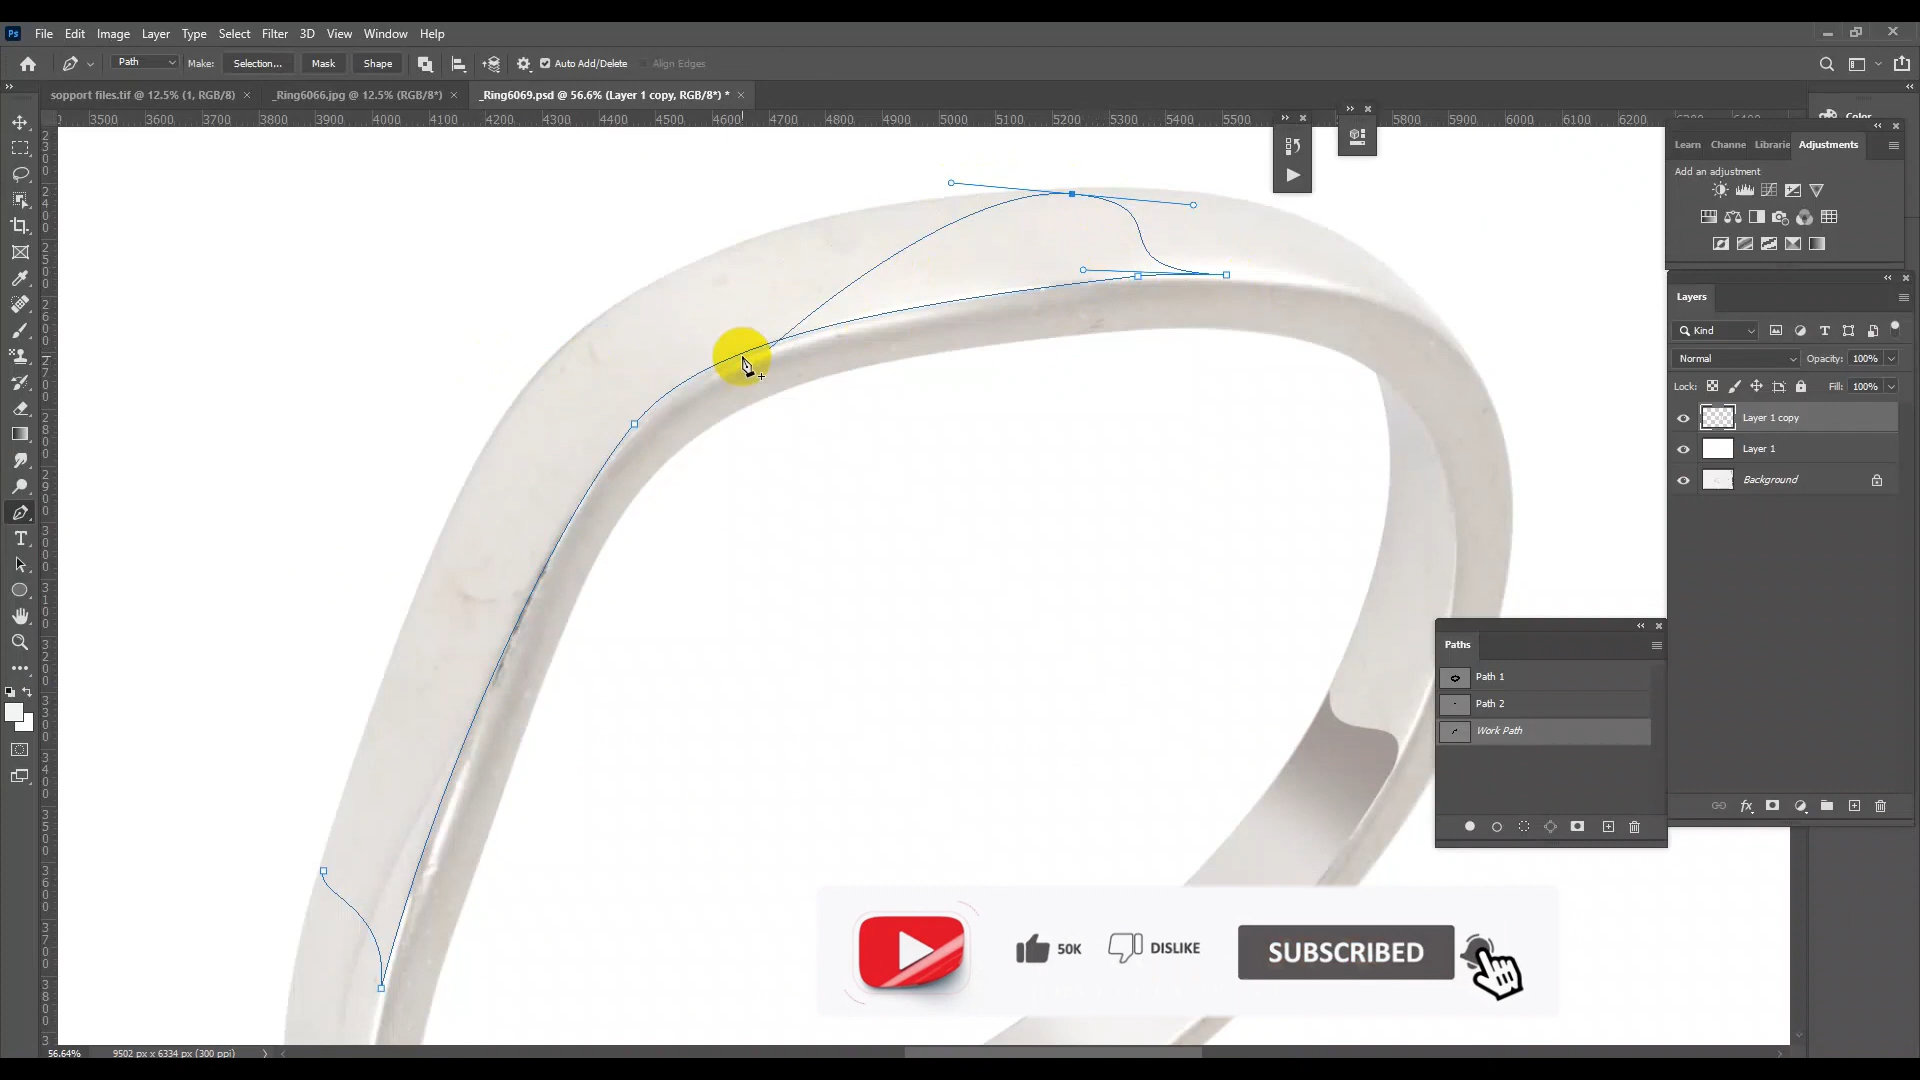 Ps File Edit Image Layer Type Select Filter 3D View Window Help
Path Make: Selection... Mask Shape Auto Add/Delete Align Edges
sopport files.tif @ 12.5% (1, RGB/8) _Ring6066.jpg @ 12.5% (RGB/8*) _Ring6069.psd @ 56.6% (Layer 1 copy, RGB/8*) *
3500 3600 3700 3800 3900 4000 4100 4200 4300 4400 4500 4600 4700 4800 4900 5000 5100 5200 5300 5400 5500 5800 5900 6000 6100 6200 6300
Color
Learn Channe Librarie Adjustments
Add an adjustment
Layers
Kind
Normal Opacity: 100%
Lock: Fill: 100%
Layer 1 copy
Layer 1
Background
Paths
Path 1
Path 2
Work Path
50K DISLIKE SUBSCRIBED
56.64% 9502 px x 6334 px (300 ppi)